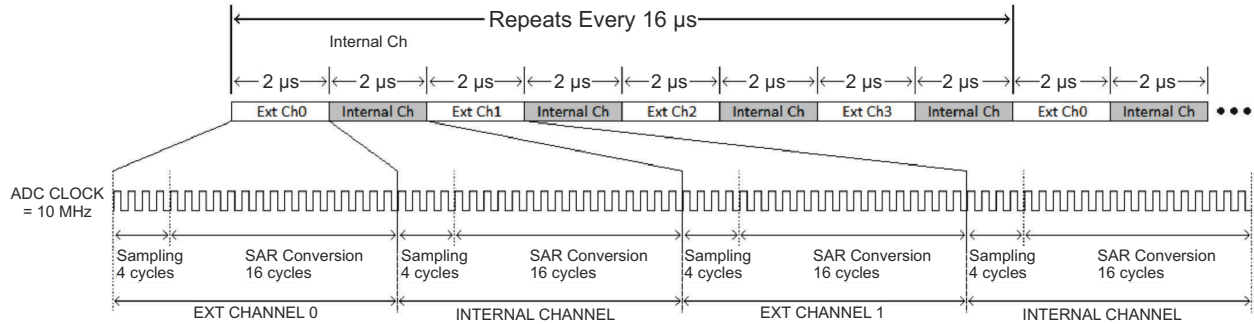 Repeats Every 16 µs
Internal Ch
2 µs 2 µs 2 µs 2 µs 2 µs 2 µs 2 µs 2 µs 2 µs 2 µs
Ext Ch0 Internal Ch Ext Ch1 Internal Ch Ext Ch2 Internal Ch Ext Ch3 Internal Ch Ext Ch0 Internal Ch
ADC CLOCK
= 10 MHz
Sampling SAR Conversion Sampling SAR Conversion Sampling SAR Conversion Sampling SAR Conversion
4 cycles 16 cycles 4 cycles 16 cycles 4 cycles 16 cycles 4 cycles 16 cycles
EXT CHANNEL 0 INTERNAL CHANNEL EXT CHANNEL 1 INTERNAL CHANNEL